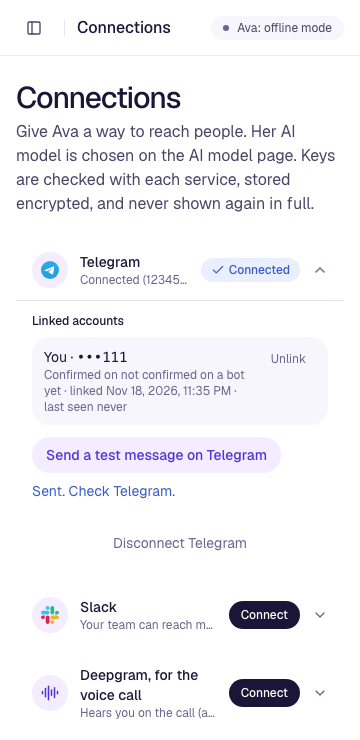 Connections
Ava: offline mode
Connections
Give Ava a way to reach people. Her AI
model is chosen on the AI model page. Keys
are checked with each service, stored
encrypted, and never shown again in full.
Telegram
Connected (12345…
Connected
Linked accounts
You · •••111
Unlink
Confirmed on not confirmed on a bot
yet · linked Nov 18, 2026, 11:35 PM ·
last seen never
Send a test message on Telegram
Sent. Check Telegram.
Disconnect Telegram
Slack
Your team can reach m…
Connect
Deepgram, for the
voice call
Hears you on the call (a…
Connect